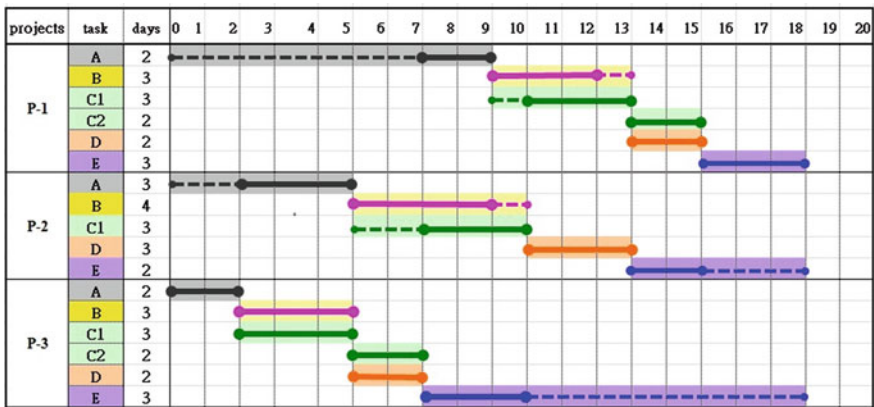 projects task days 0 1 2 3 4 5 6 7 8 9 10 11 12 13 14 15 16 17 18 19 20
A 2
B 3
C1 3
P-1
C2 2
D 2
E 3
A 3
B 4
P-2
C1 3
D 3
E 2
A 2
B 3
C1 3
P-3
C2 2
D 2
E 3